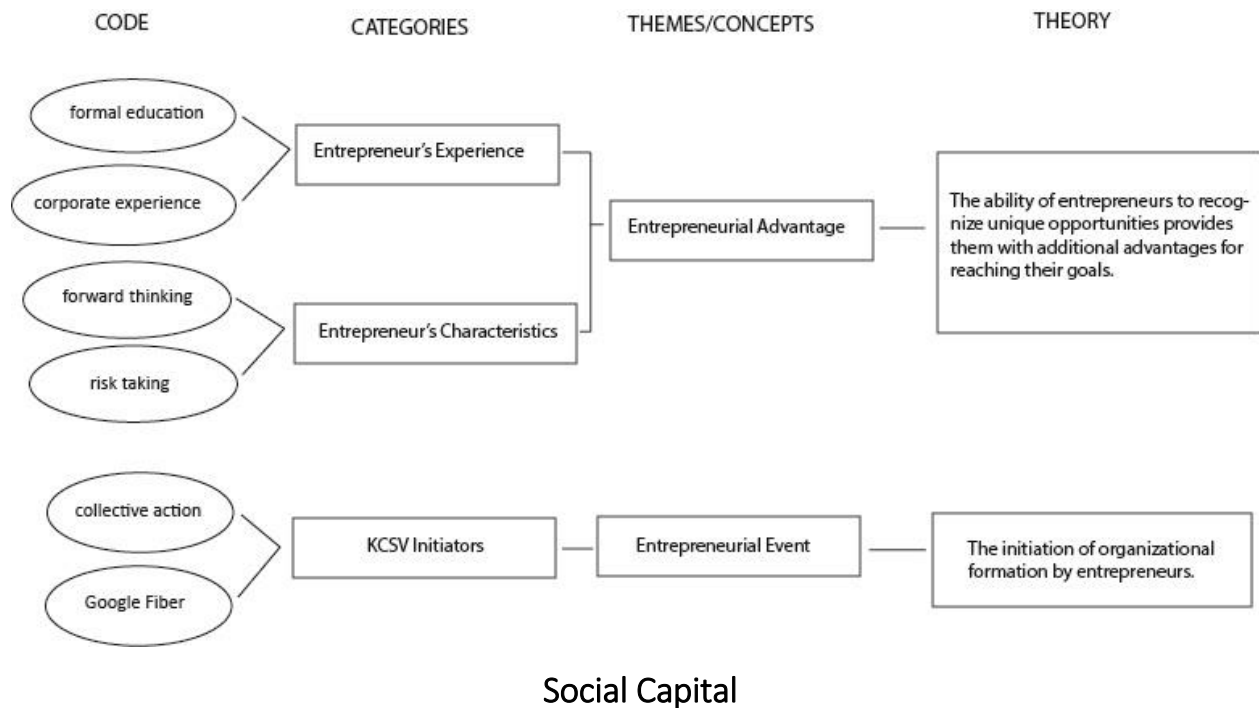 CODE
CATEGORIES
THEMES/CONCEPTS
THEORY
formal education
corporate experience
Entrepreneur's Experience
forward thinking
risk taking
Entrepreneur's Characteristics
Entrepreneurial Advantage
The ability of entrepreneurs to recog-
nize unique opportunities provides
them with additional advantages for
reaching their goals.
collective action
Google Fiber
KCSV Initiators
Entrepreneurial Event
The initiation of organizational
formation by entrepreneurs.
Social Capital